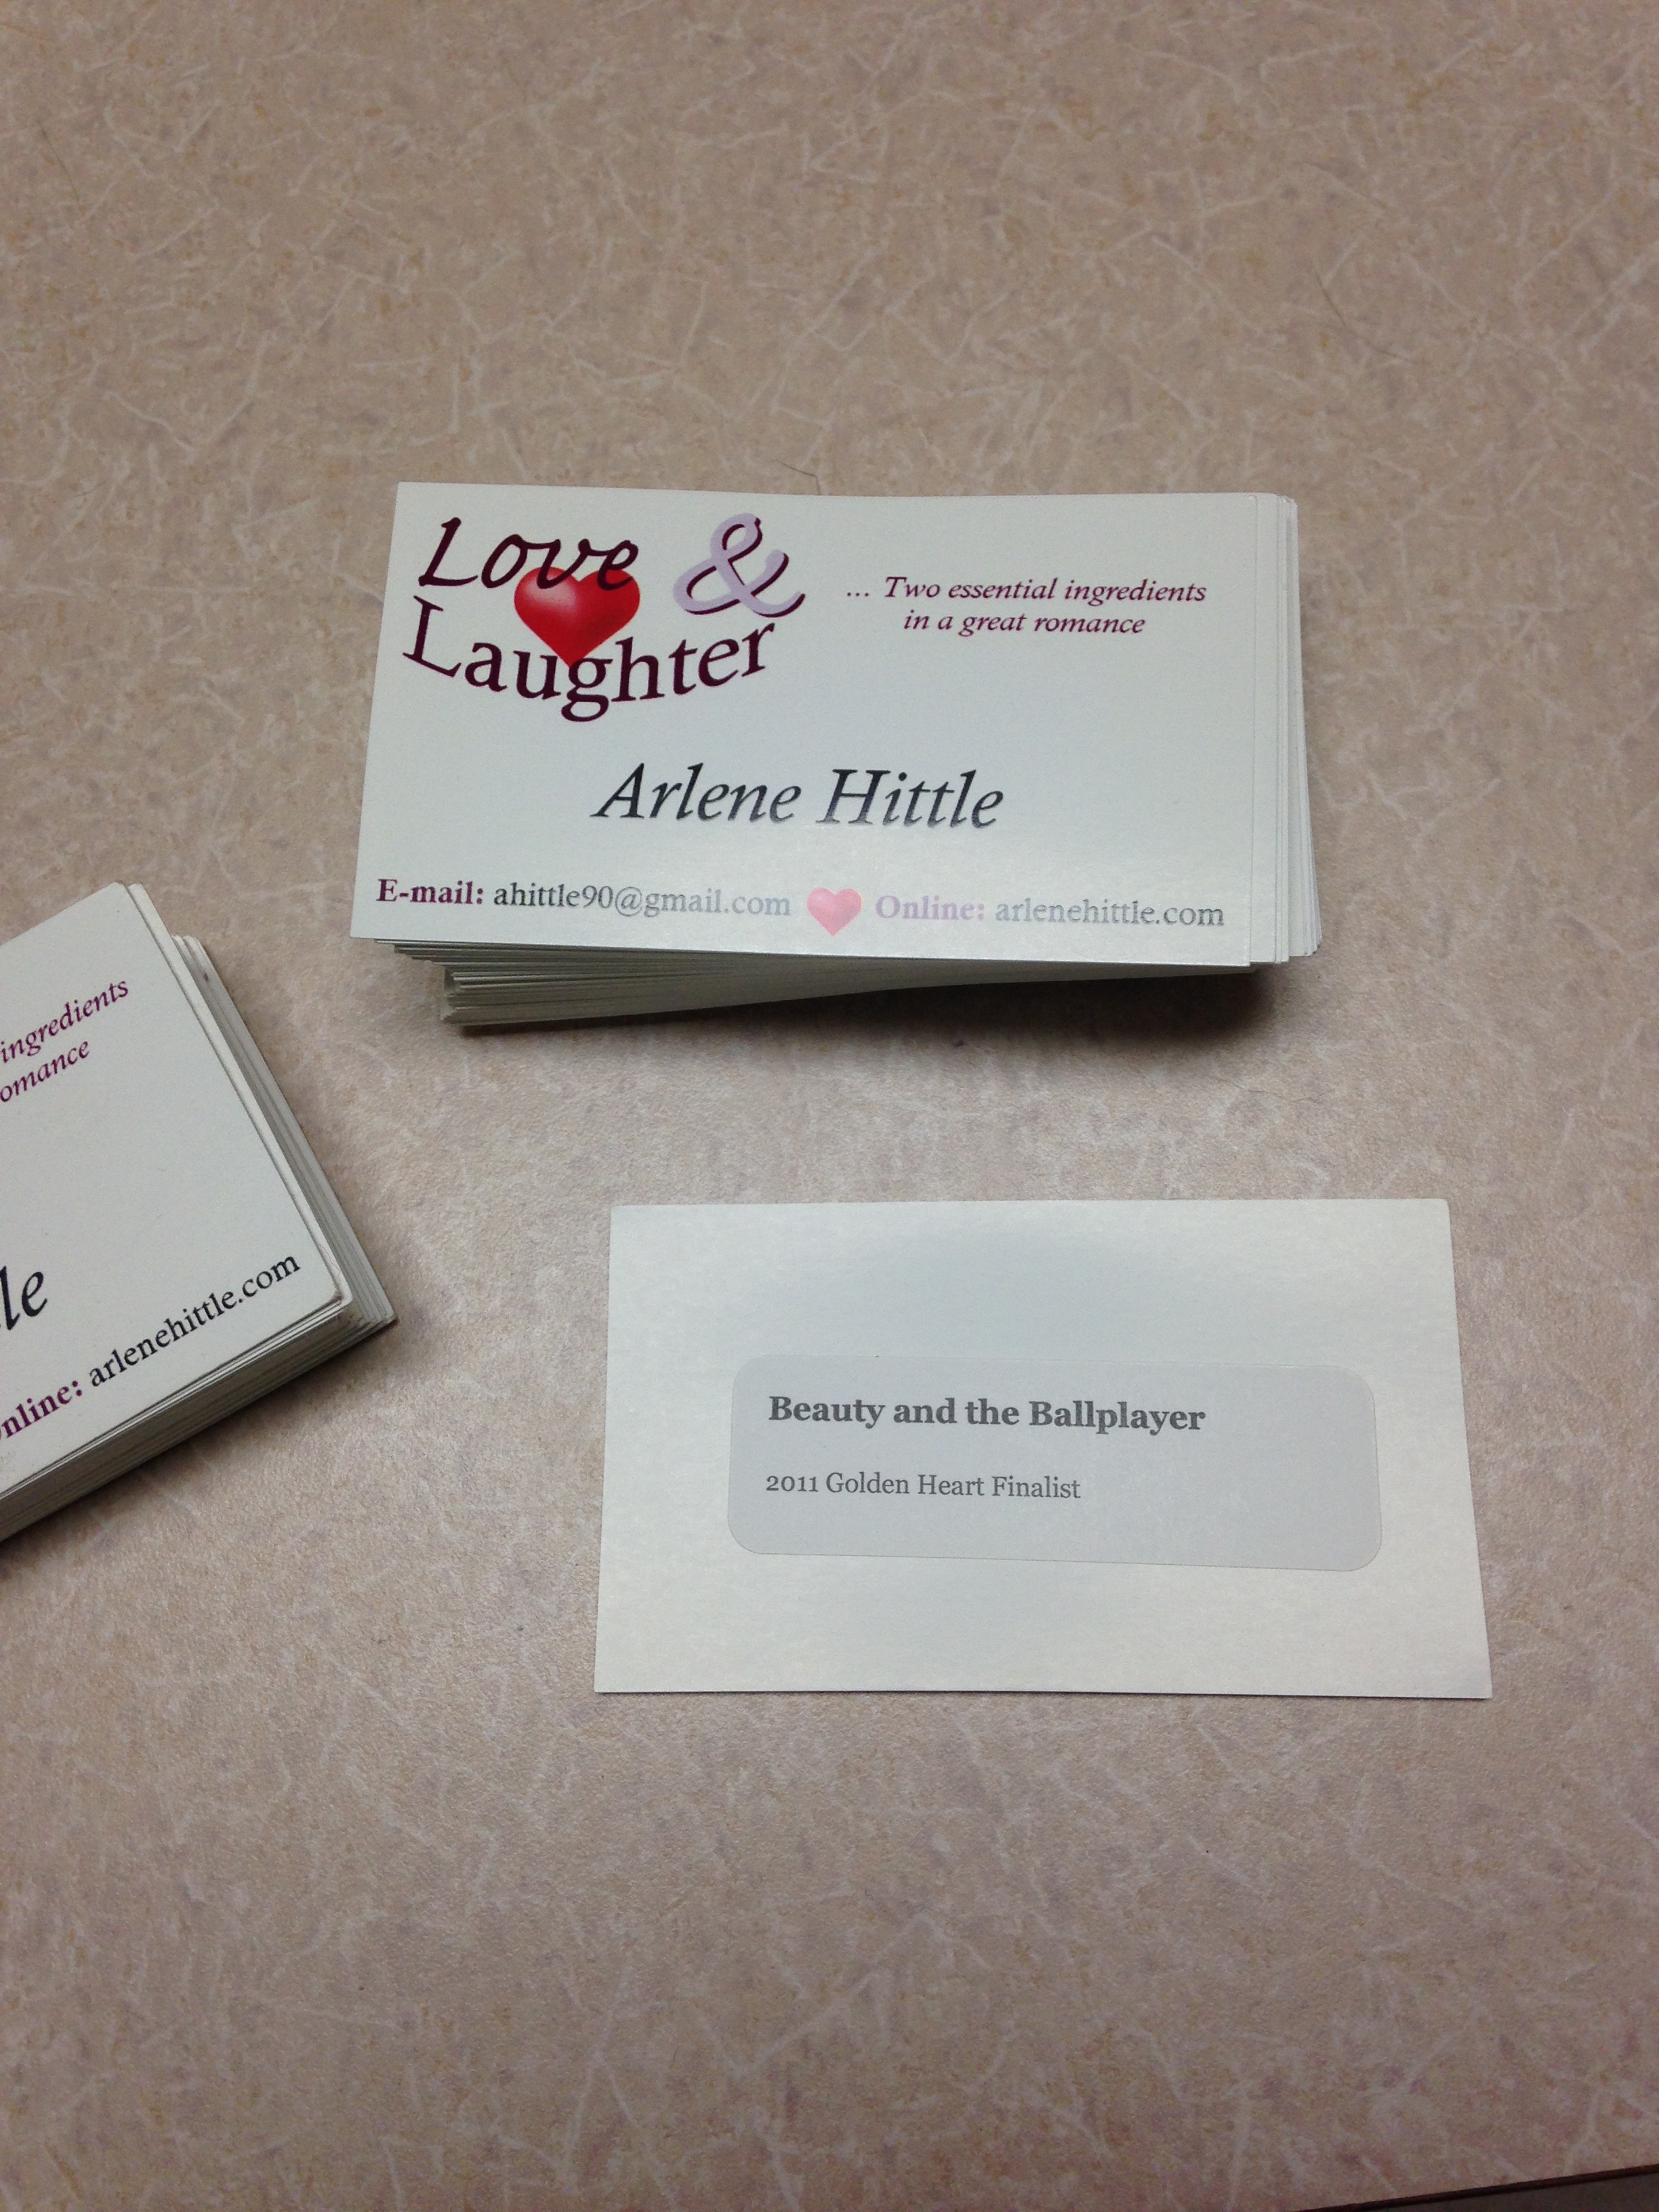 Love &
Laughter
... Two essential ingredients
in a great romance
Arlene Hittle
E-mail: ahittle90@gmail.com Online: arlenehittle.com
ingredients
omance
le
nline: arlenehittle.com
Beauty and the Ballplayer
2011 Golden Heart Finalist